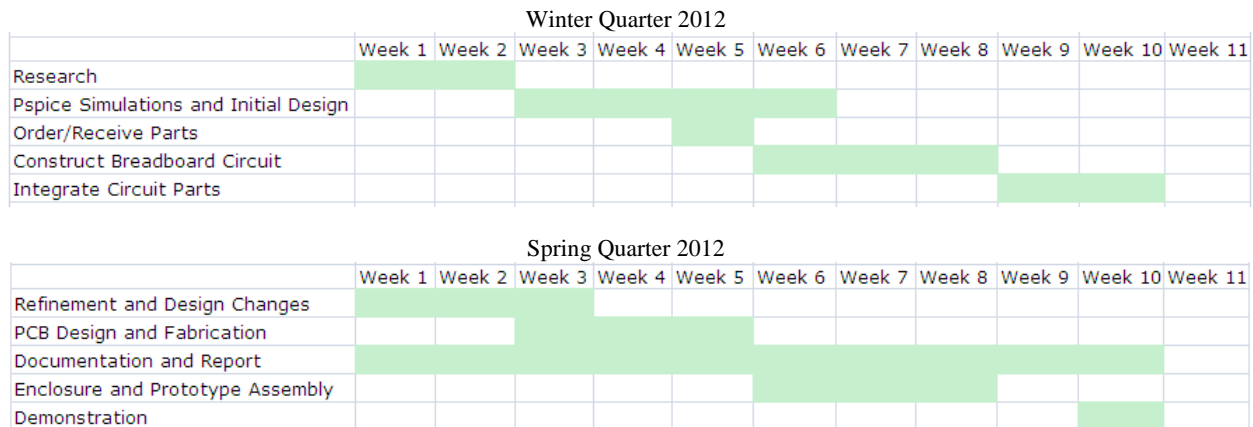 Winter Quarter 2012
Week 1 Week 2 Week 3 Week 4 Week 5 Week 6 Week 7 Week 8 Week 9 Week 10 Week 11
Research
Pspice Simulations and Initial Design
Order/Receive Parts
Construct Breadboard Circuit
Integrate Circuit Parts
Spring Quarter 2012
Week 1 Week 2 Week 3 Week 4 Week 5 Week 6 Week 7 Week 8 Week 9 Week 10 Week 11
Refinement and Design Changes
PCB Design and Fabrication
Documentation and Report
Enclosure and Prototype Assembly
Demonstration